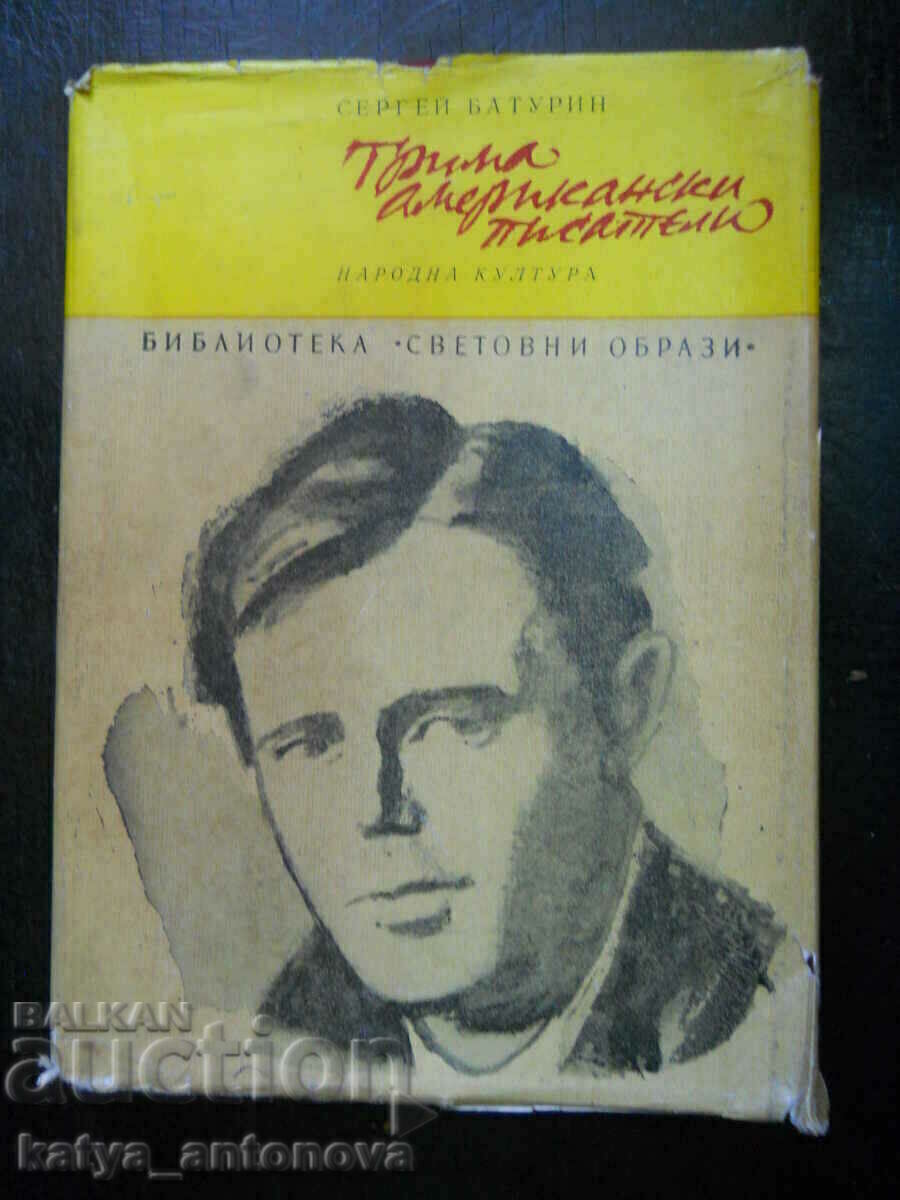 СЕРГЕЙ БАТУРИН
Трима
американски
писатели
НАРОДНА КУЛТУРА
БИБЛИОТЕКА •СВЕТОВНИ ОБРАЗИ•
BALKAN
auction
katya_antonova